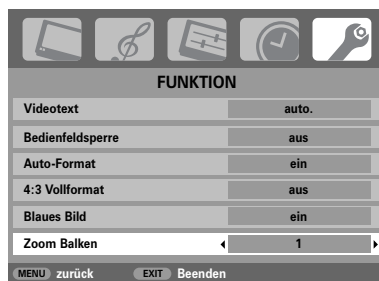 FUNKTION
Videotext auto.
Bedienfeldsperre aus
Auto-Format ein
4:3 Vollformat aus
Blaues Bild ein
Zoom Balken 1
MENU zurück EXIT Beenden